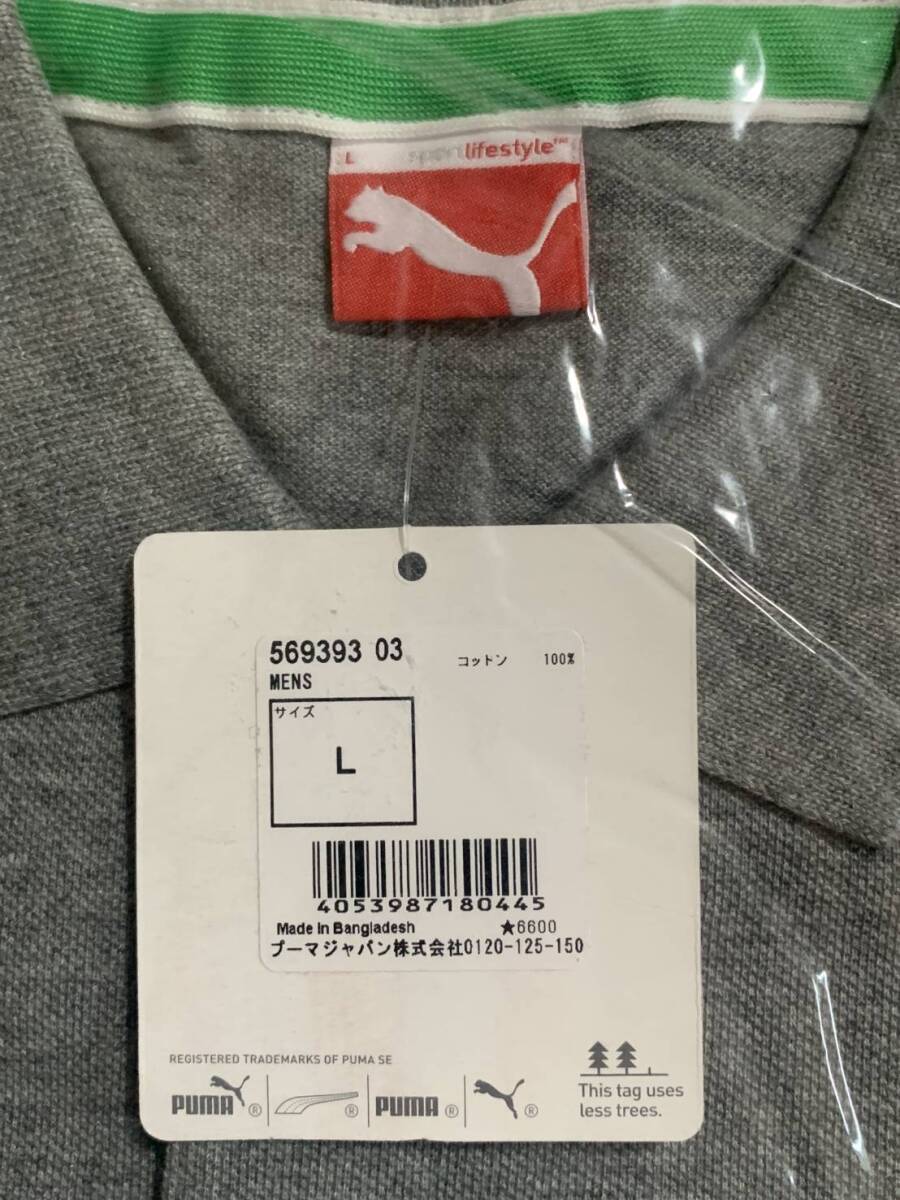 L
sportlifestyle™
569393 03
コットン 100%
MENS
サイズ
L
4053987180445
Made in Bangladesh ★6600
プーマジャパン株式会社0120-125-150
REGISTERED TRADEMARKS OF PUMA SE
PUMA® ® PUMA® ®
This tag uses
less trees.